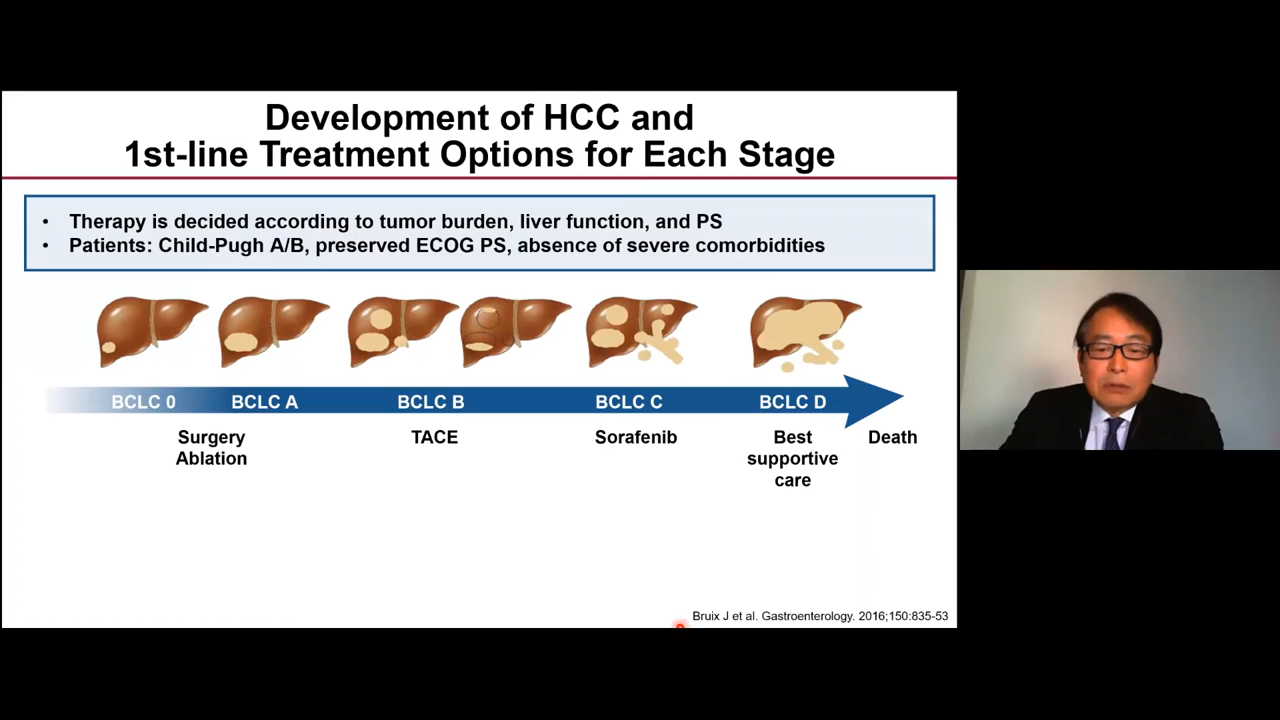 Development of HCC and
1st-line Treatment Options for Each Stage
• Therapy is decided according to tumor burden, liver function, and PS
• Patients: Child-Pugh A/B, preserved ECOG PS, absence of severe comorbidities
BCLC 0 BCLC A BCLC B BCLC C BCLC D
Surgery TACE Sorafenib Best Death
Ablation supportive
care
Bruix J et al. Gastroenterology. 2016;150:835-53